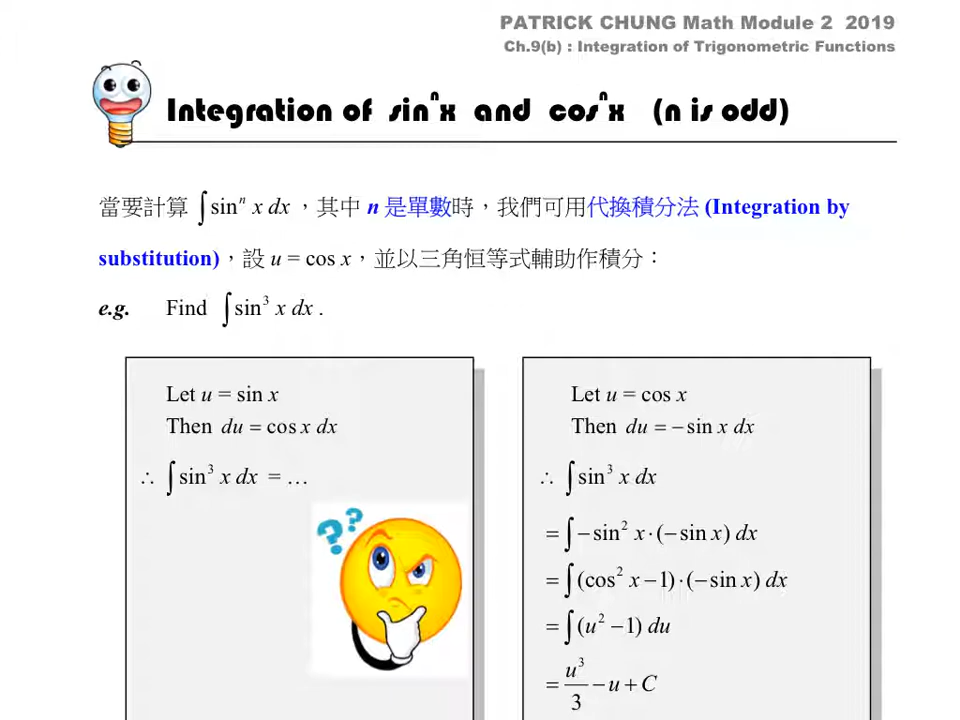 PATRICK CHUNG Math Module 2 2019
Ch.9(b) : Integration of Trigonometric Functions
Integration of sinⁿx and cosⁿx (n is odd)
當要計算 ∫sinⁿ x dx，其中 n 是單數時，我們可用代換積分法 (Integration by
substitution)，設 u = cos x，並以三角恒等式輔助作積分：
e.g. Find ∫sin³ x dx .
Let u = sin x
Then du = cos x dx
∴ ∫sin³ x dx = …
??
Let u = cos x
Then du = − sin x dx
∴ ∫sin³ x dx
= ∫− sin² x · (− sin x) dx
= ∫(cos² x − 1) · (− sin x) dx
= ∫(u² − 1) du
= u³/3 − u + C